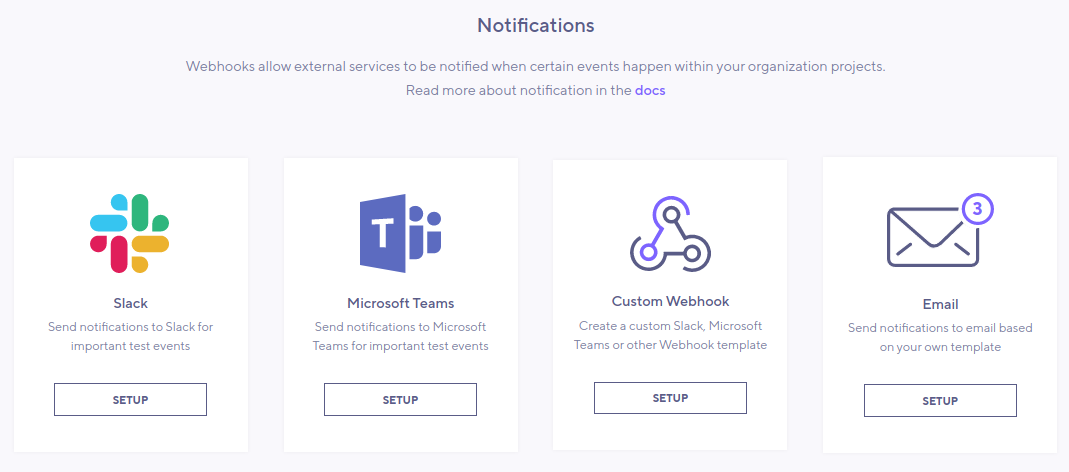 Notifications
Webhooks allow external services to be notified when certain events happen within your organization projects.
Read more about notification in the docs
T
3
Slack
Send notifications to Slack for
important test events
SETUP
Microsoft Teams
Send notifications to Microsoft
Teams for important test events
SETUP
Custom Webhook
Create a custom Slack, Microsoft
Teams or other Webhook template
SETUP
Email
Send notifications to email based
on your own template
SETUP